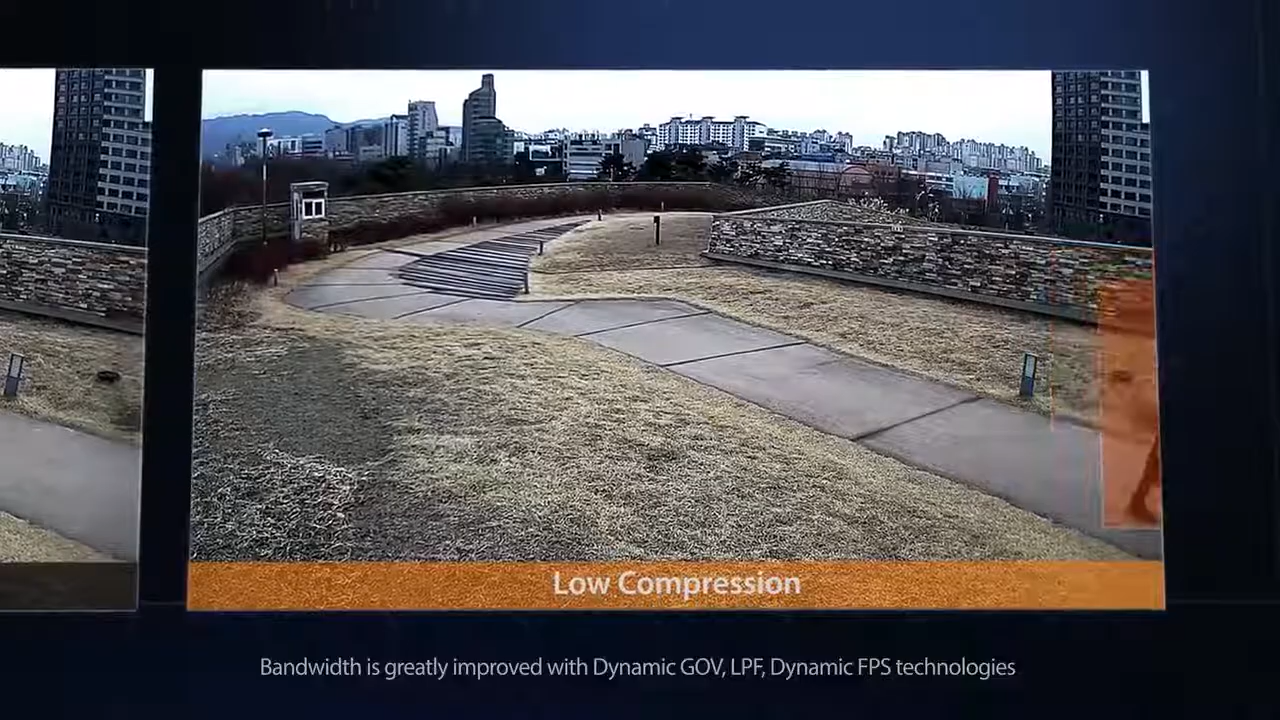 Low Compression
Bandwidth is greatly improved with Dynamic GOV, LPF, Dynamic FPS technologies